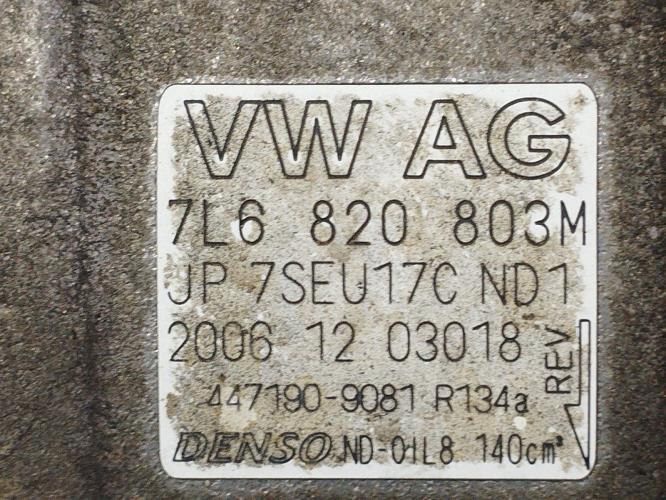 VW AG
7L6 820 803M
JP 7SEU17C ND1
2006 12 03018
REV
447190-9081 R134a
DENSO ND-OIL8 140cm³